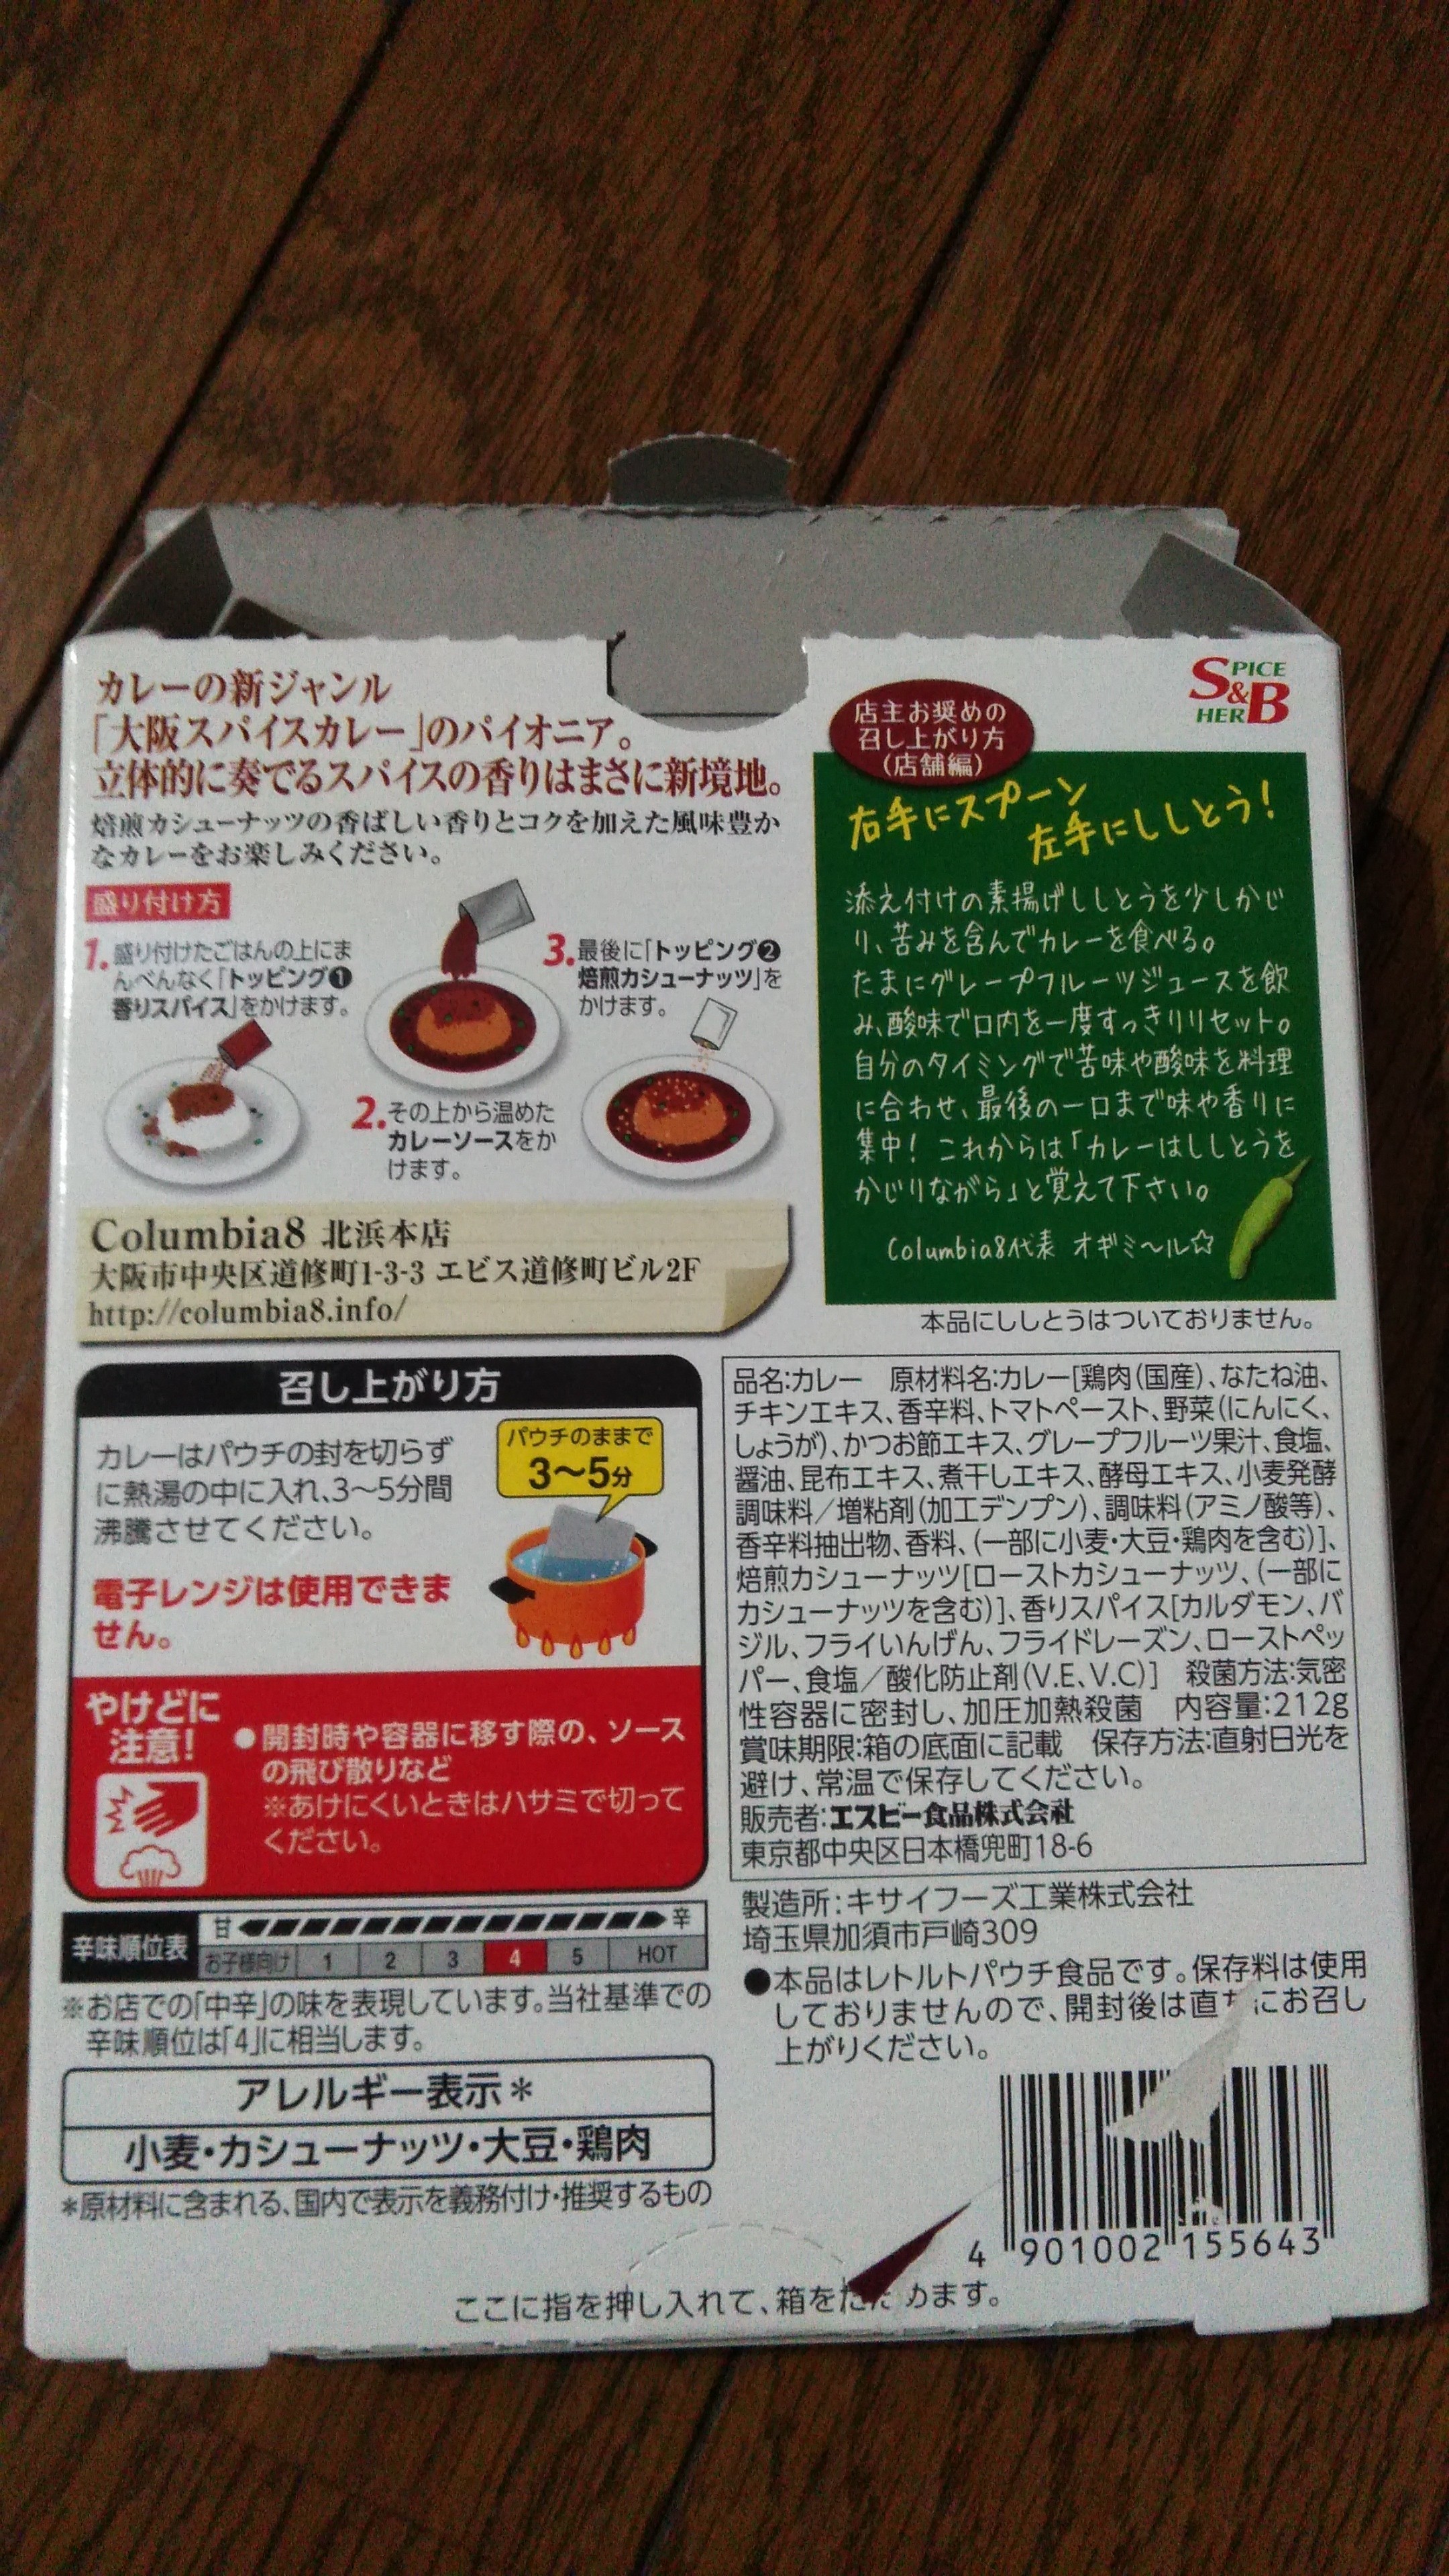 カレーの新ジャンル
「大阪スパイスカレー」のパイオニア。
立体的に奏でるスパイスの香りはまさに新境地。
焙煎カシューナッツの香ばしい香りとコクを加えた風味豊か
なカレーをお楽しみください。
盛り付け方
1.盛り付けたごはんの上にま
んべんなく「トッピング❶
香りスパイス」をかけます。
2.その上から温めた
カレーソースをか
けます。
3.最後に「トッピング❷
焙煎カシューナッツ」を
かけます。
Columbia8 北浜本店
大阪市中央区道修町1-3-3 エビス道修町ビル2F
http://columbia8.info/
SPICE
&
HERB
店主お奨めの
召し上がり方
(店舗編)
右手にスプーン
左手にししとう!
添え付けの素揚げししとうを少しかじ
り、苦みを含んでカレーを食べる。
たまにグレープフルーツジュースを飲
み、酸味で口内を一度すっきりリセット。
自分のタイミングで苦味や酸味を料理
に合わせ、最後の一口まで味や香りに
集中! これからは「カレーはししとうを
かじりながら」と覚えて下さい。
Columbia8代表 オギミ〜ル☆
本品にししとうはついておりません。
召し上がり方
カレーはパウチの封を切らず
に熱湯の中に入れ、3〜5分間
沸騰させてください。
電子レンジは使用できま
せん。
パウチのままで
3〜5分
やけどに
注意!
●開封時や容器に移す際の、ソース
の飛び散りなど
※あけにくいときはハサミで切って
ください。
辛味順位表
甘 辛
お子様向け 1 2 3 4 5 HOT
※お店での「中辛」の味を表現しています。当社基準での
辛味順位は「4」に相当します。
アレルギー表示＊
小麦・カシューナッツ・大豆・鶏肉
＊原材料に含まれる、国内で表示を義務付け・推奨するもの
品名:カレー 原材料名:カレー[鶏肉(国産)、なたね油、
チキンエキス、香辛料、トマトペースト、野菜(にんにく、
しょうが)、かつお節エキス、グレープフルーツ果汁、食塩、
醤油、昆布エキス、煮干しエキス、酵母エキス、小麦発酵
調味料／増粘剤(加工デンプン)、調味料(アミノ酸等)、
香辛料抽出物、香料、(一部に小麦・大豆・鶏肉を含む)]、
焙煎カシューナッツ[ローストカシューナッツ、(一部に
カシューナッツを含む)]、香りスパイス[カルダモン、バ
ジル、フライいんげん、フライドレーズン、ローストペッ
パー、食塩／酸化防止剤(V.E、V.C)] 殺菌方法:気密
性容器に密封し、加圧加熱殺菌 内容量:212g
賞味期限:箱の底面に記載 保存方法:直射日光を
避け、常温で保存してください。
販売者:エスビー食品株式会社
東京都中央区日本橋兜町18-6
製造所:キサイフーズ工業株式会社
埼玉県加須市戸崎309
●本品はレトルトパウチ食品です。保存料は使用
しておりませんので、開封後は直ちにお召し
上がりください。
4 901002 155643
ここに指を押し入れて、箱をたたみます。